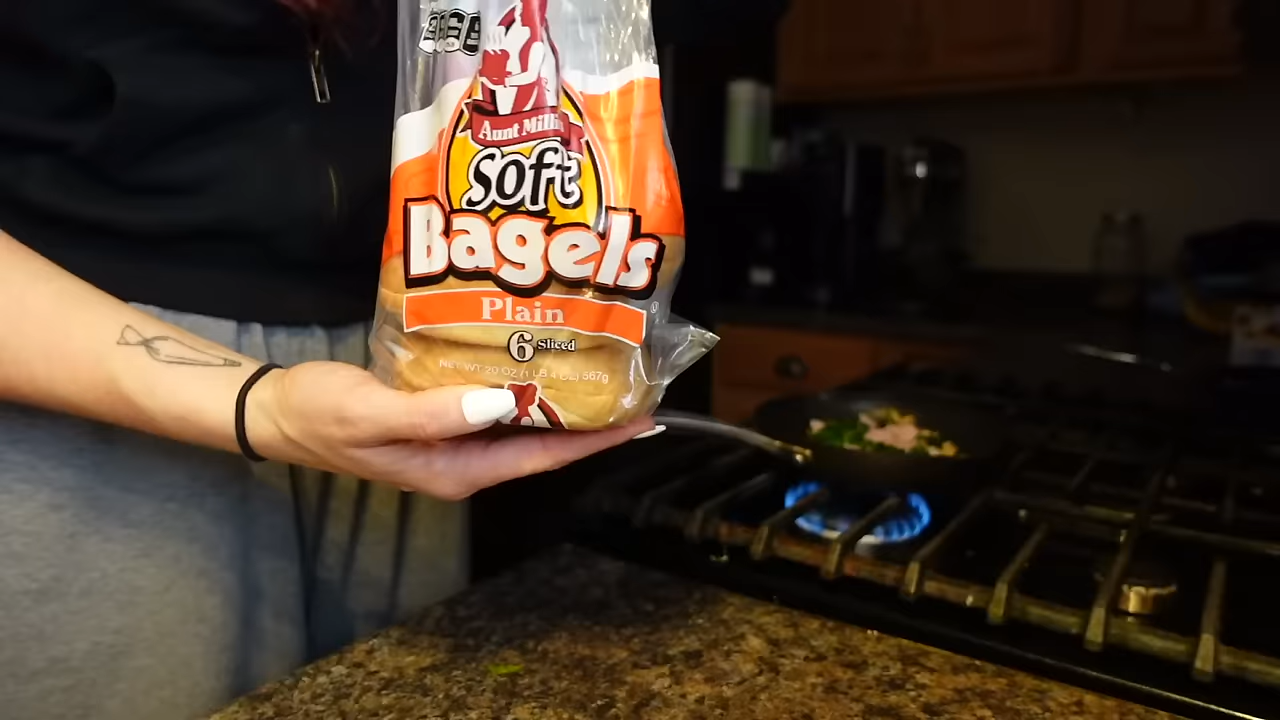 Aunt Millie
Soft
Bagels
Plain
6 Sliced
NET WT 20 OZ (1 LB 4 OZ) 567g